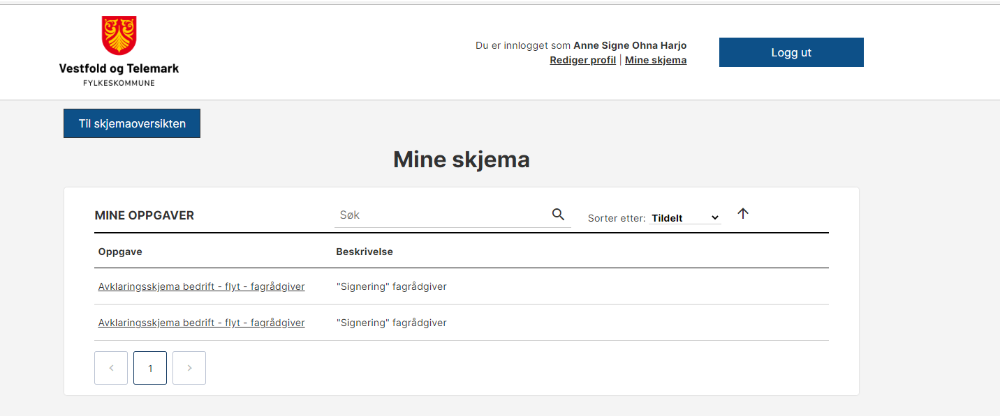 Vestfold og Telemark
FYLKESKOMMUNE
Du er innlogget som Anne Signe Ohna Harjo
Rediger profil | Mine skjema
Logg ut
Til skjemaoversikten
Mine skjema
MINE OPPGAVER
Søk
Sorter etter: Tildelt
Oppgave Beskrivelse
Avklaringsskjema bedrift - flyt - fagrådgiver "Signering" fagrådgiver
Avklaringsskjema bedrift - flyt - fagrådgiver "Signering" fagrådgiver
1